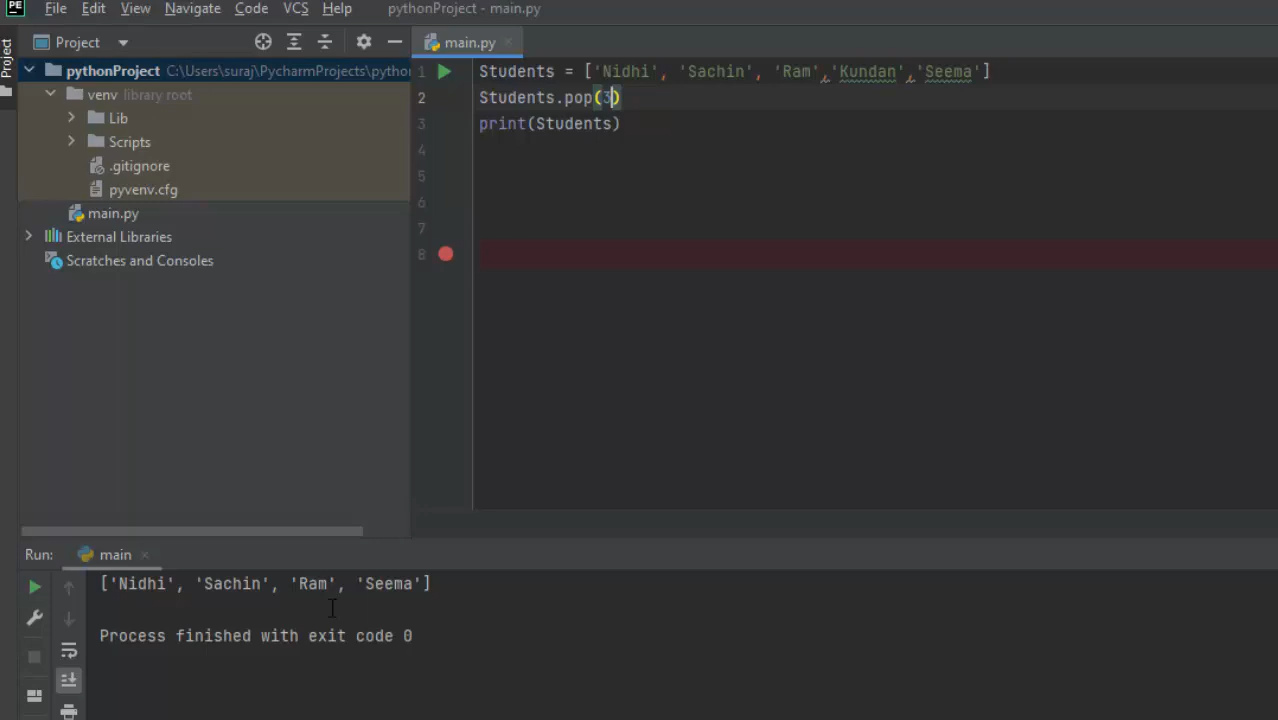 PE File Edit View Navigate Code VCS Help pythonProject - main.py
Project
Project
main.py
pythonProject C:\Users\suraj\PycharmProjects\pytho
venv library root
Lib
Scripts
.gitignore
pyvenv.cfg
main.py
External Libraries
Scratches and Consoles
1 Students = ['Nidhi', 'Sachin', 'Ram','Kundan','Seema']
2 Students.pop(3)
3 print(Students)
4
5
6
7
8
Run: main
['Nidhi', 'Sachin', 'Ram', 'Seema']
Process finished with exit code 0